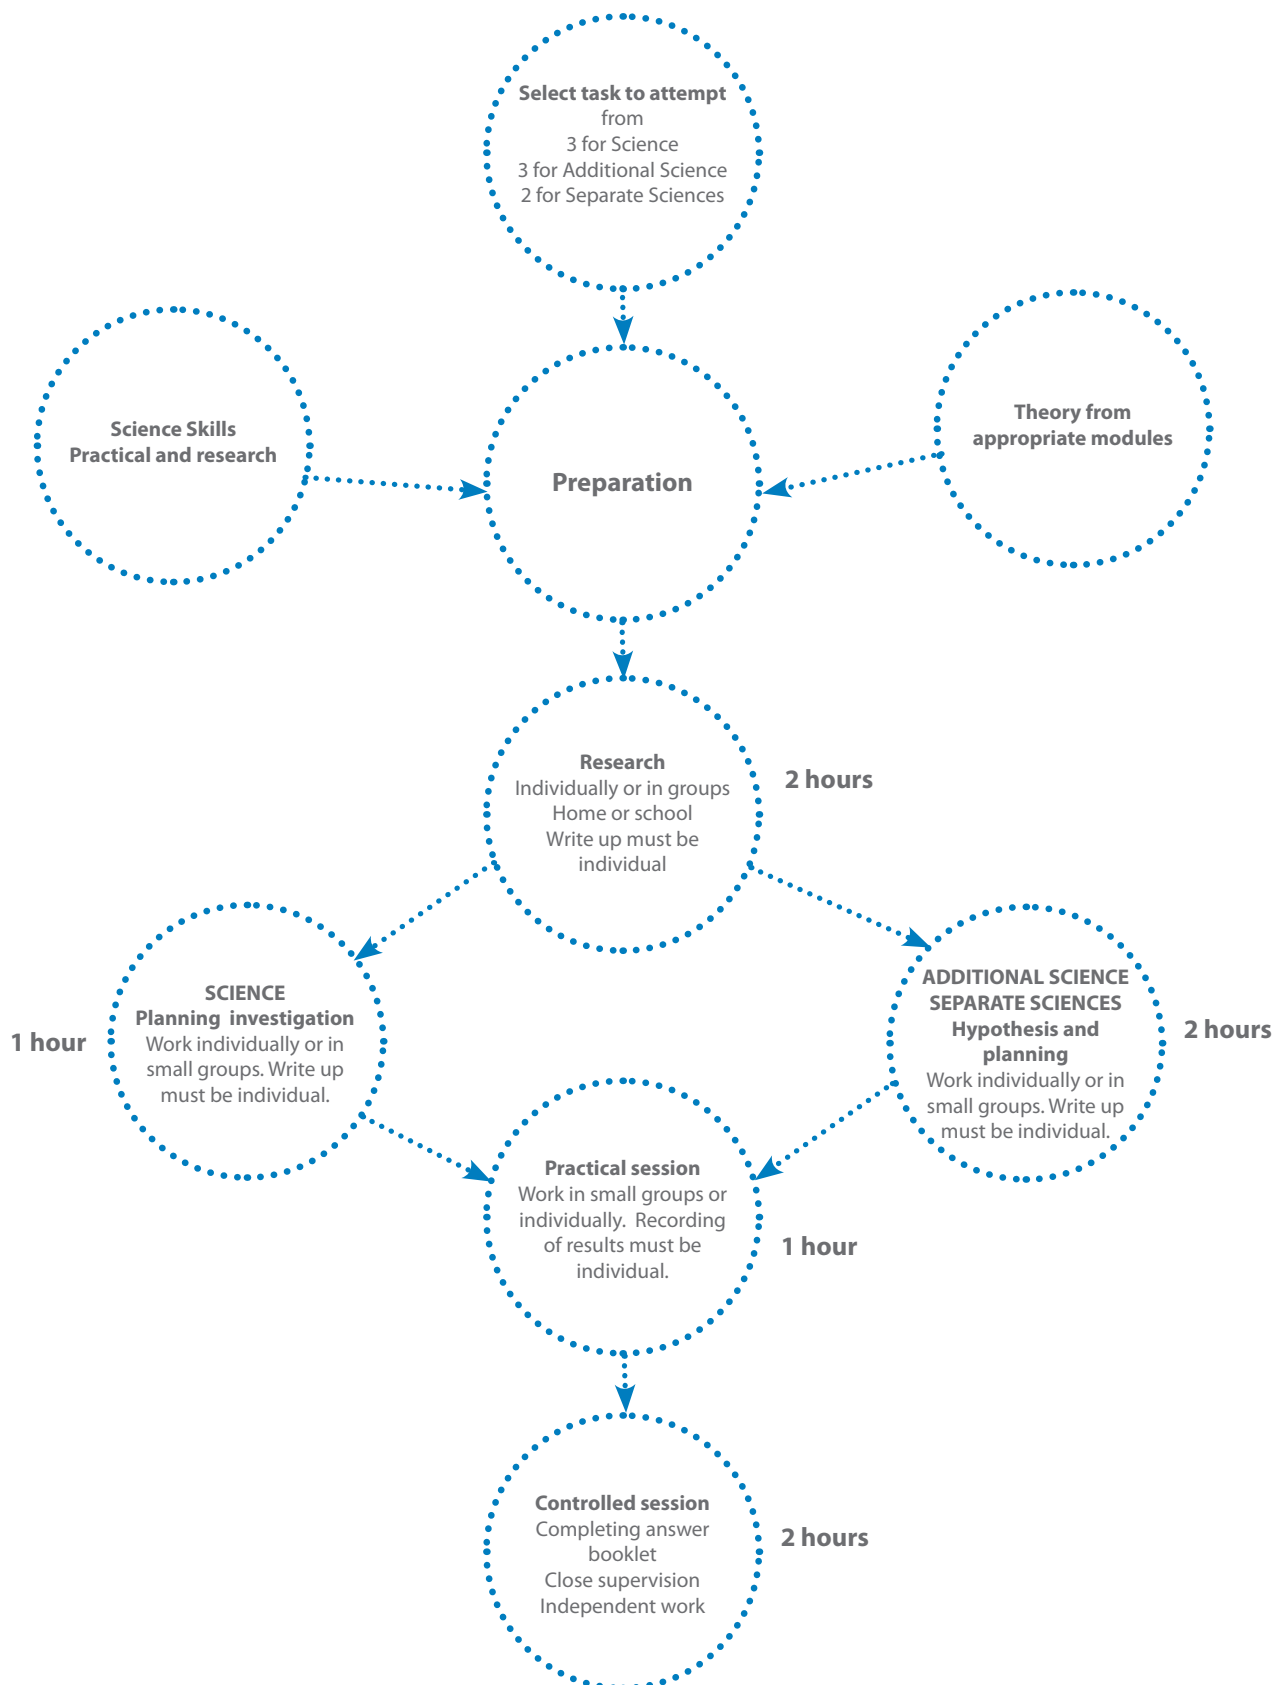 Select task to attempt
from
3 for Science
3 for Additional Science
2 for Separate Sciences
Science Skills
Practical and research
Preparation
Theory from
appropriate modules
Research
Individually or in groups
Home or school
Write up must be
individual
2 hours
SCIENCE
Planning investigation
Work individually or in
small groups. Write up
must be individual.
1 hour
ADDITIONAL SCIENCE
SEPARATE SCIENCES
Hypothesis and
planning
Work individually or in
small groups. Write up
must be individual.
2 hours
Practical session
Work in small groups or
individually. Recording
of results must be
individual.
1 hour
Controlled session
Completing answer
booklet
Close supervision
Independent work
2 hours